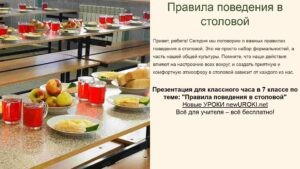 Правила поведения в
столовой
Привет, ребята! Сегодня мы поговорим о важных правилах
поведения в столовой. Это не просто набор формальностей, а
часть нашей общей культуры. Помните, что наши действия
влияют на настроение всех вокруг, и создать приятную и
комфортную атмосферу в столовой зависит от каждого из нас.
Презентация для классного часа в 7 классе по
теме: "Правила поведения в столовой"
Новые УРОКИ newUROKI.net
Всё для учителя – всё бесплатно!